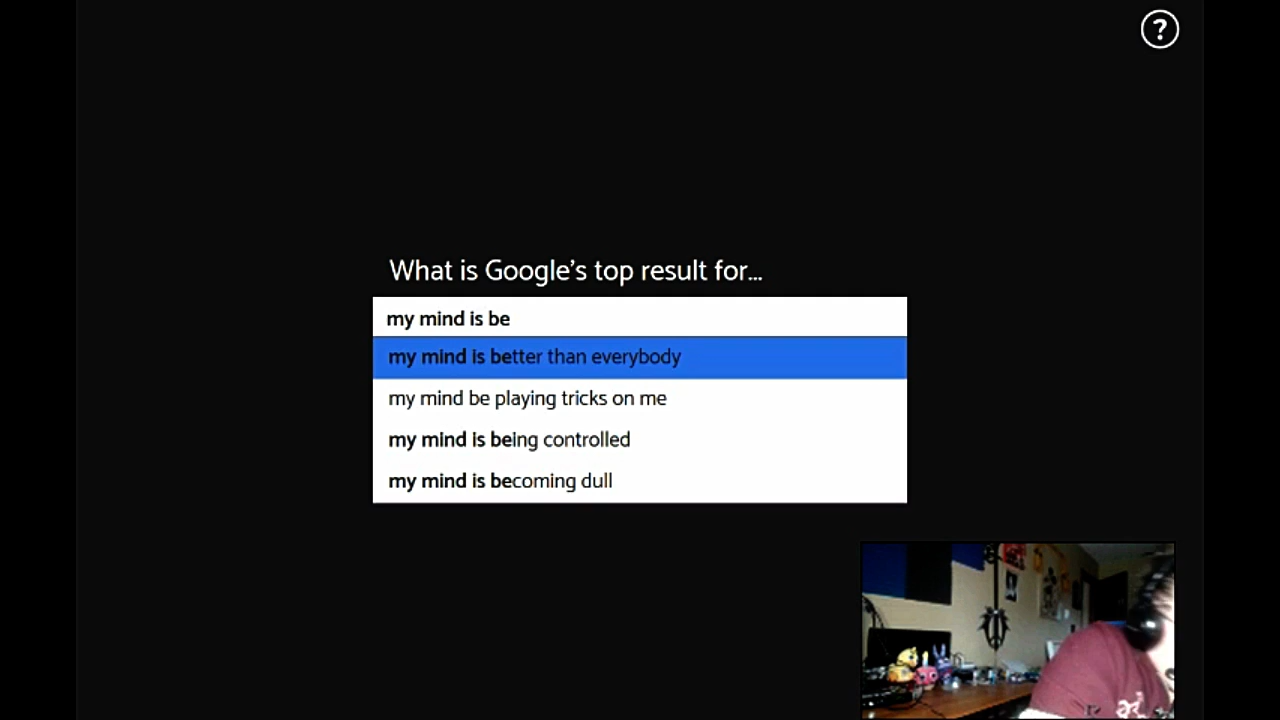 ?
What is Google's top result for...
my mind is be
my mind is better than everybody
my mind be playing tricks on me
my mind is being controlled
my mind is becoming dull